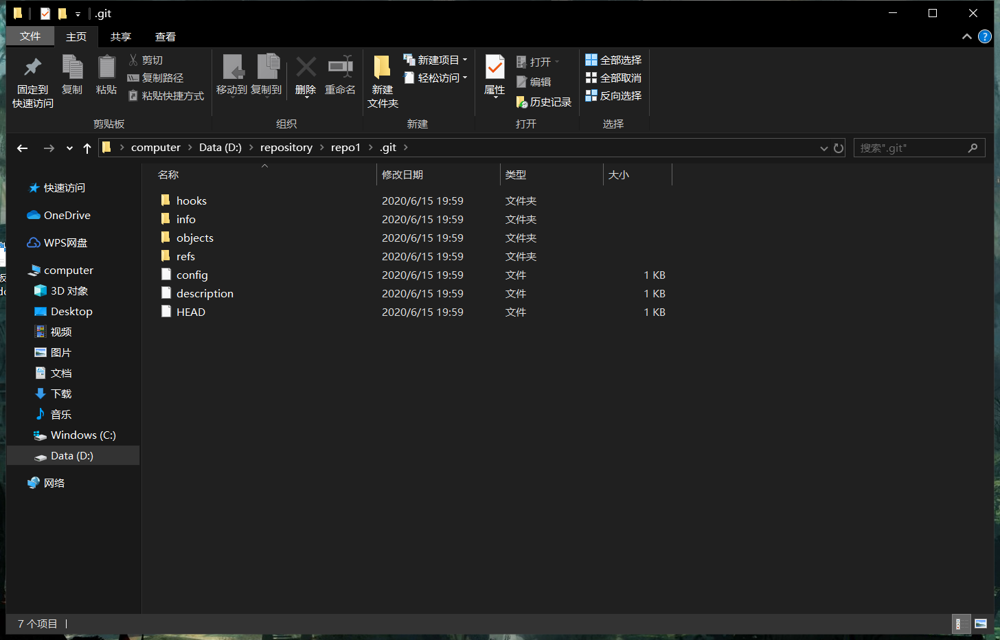 .git
文件 主页 共享 查看
固定到
快速访问
复制
粘贴
剪切
复制路径
粘贴快捷方式
剪贴板
移动到
复制到
删除
重命名
组织
新建
文件夹
新建项目
轻松访问
新建
属性
打开
编辑
历史记录
打开
全部选择
全部取消
反向选择
选择
computer Data (D:) repository repo1 .git
搜索".git"
快速访问
OneDrive
WPS网盘
computer
3D 对象
Desktop
视频
图片
文档
下载
音乐
Windows (C:)
Data (D:)
网络
名称 修改日期 类型 大小
hooks 2020/6/15 19:59 文件夹
info 2020/6/15 19:59 文件夹
objects 2020/6/15 19:59 文件夹
refs 2020/6/15 19:59 文件夹
config 2020/6/15 19:59 文件 1 KB
description 2020/6/15 19:59 文件 1 KB
HEAD 2020/6/15 19:59 文件 1 KB
7 个项目